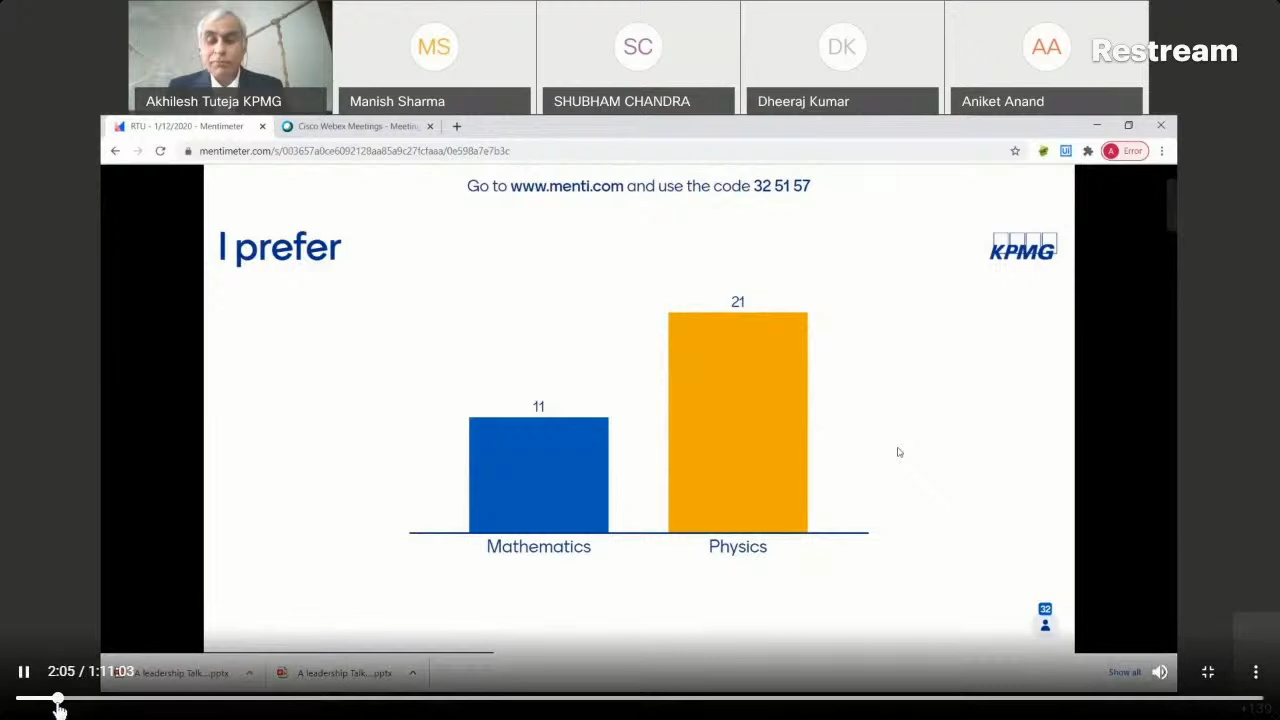 MS
SC
DK
AA
Restream
Akhilesh Tuteja KPMG
Manish Sharma
SHUBHAM CHANDRA
Dheeraj Kumar
Aniket Anand
RTU - 1/12/2020 - Mentimeter
Cisco Webex Meetings - Meeting
mentimeter.com/s/003657a0ce6092128aa85a9c27fcfaaa/0e598a7e7b3c
A
Error
Go to www.menti.com and use the code 32 51 57
I prefer
KPMG
21
11
Mathematics
Physics
32
2:05 / 1:11:03
A leadership Talk....pptx
A leadership Talk....pptx
Show all
+1:39